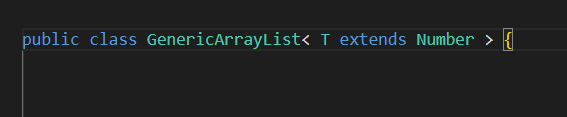 public class GenericArrayList< T extends Number > {